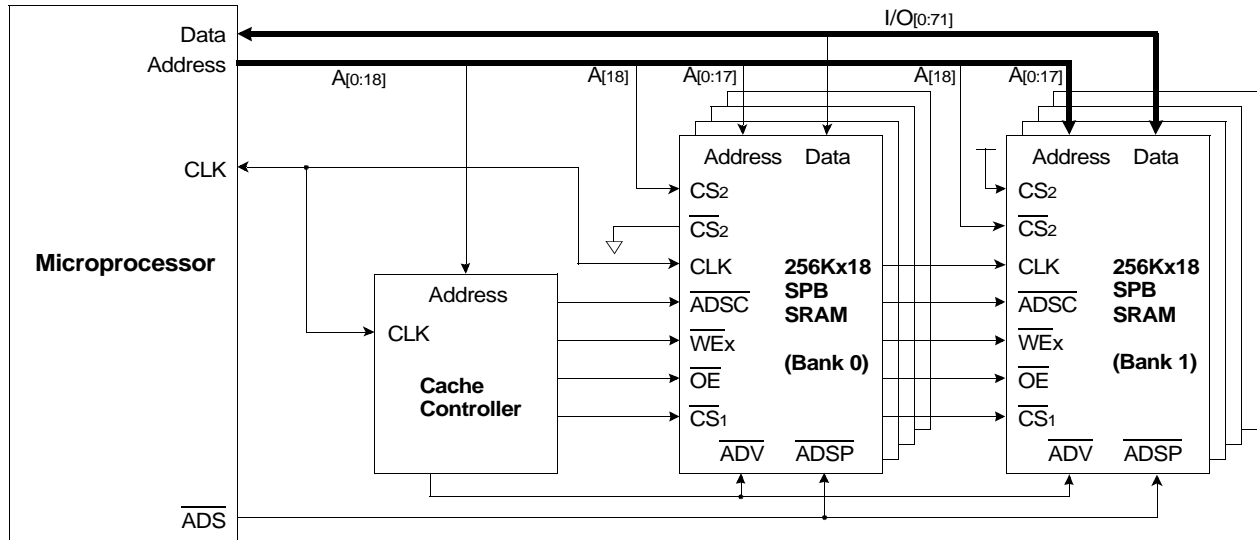 I/O[0:71]
Data
Address
A[0:18]
A[18]
A[0:17]
A[18]
A[0:17]
Address Data
Address Data
CLK
CS2
CS2
CS2
CS2
Microprocessor
CLK
256Kx18
CLK
256Kx18
Address
SPB
SPB
ADSC
SRAM
ADSC
SRAM
CLK
WEx
WEx
(Bank 0)
(Bank 1)
Cache
Controller
OE
OE
CS1
CS1
ADV ADSP
ADV ADSP
ADS